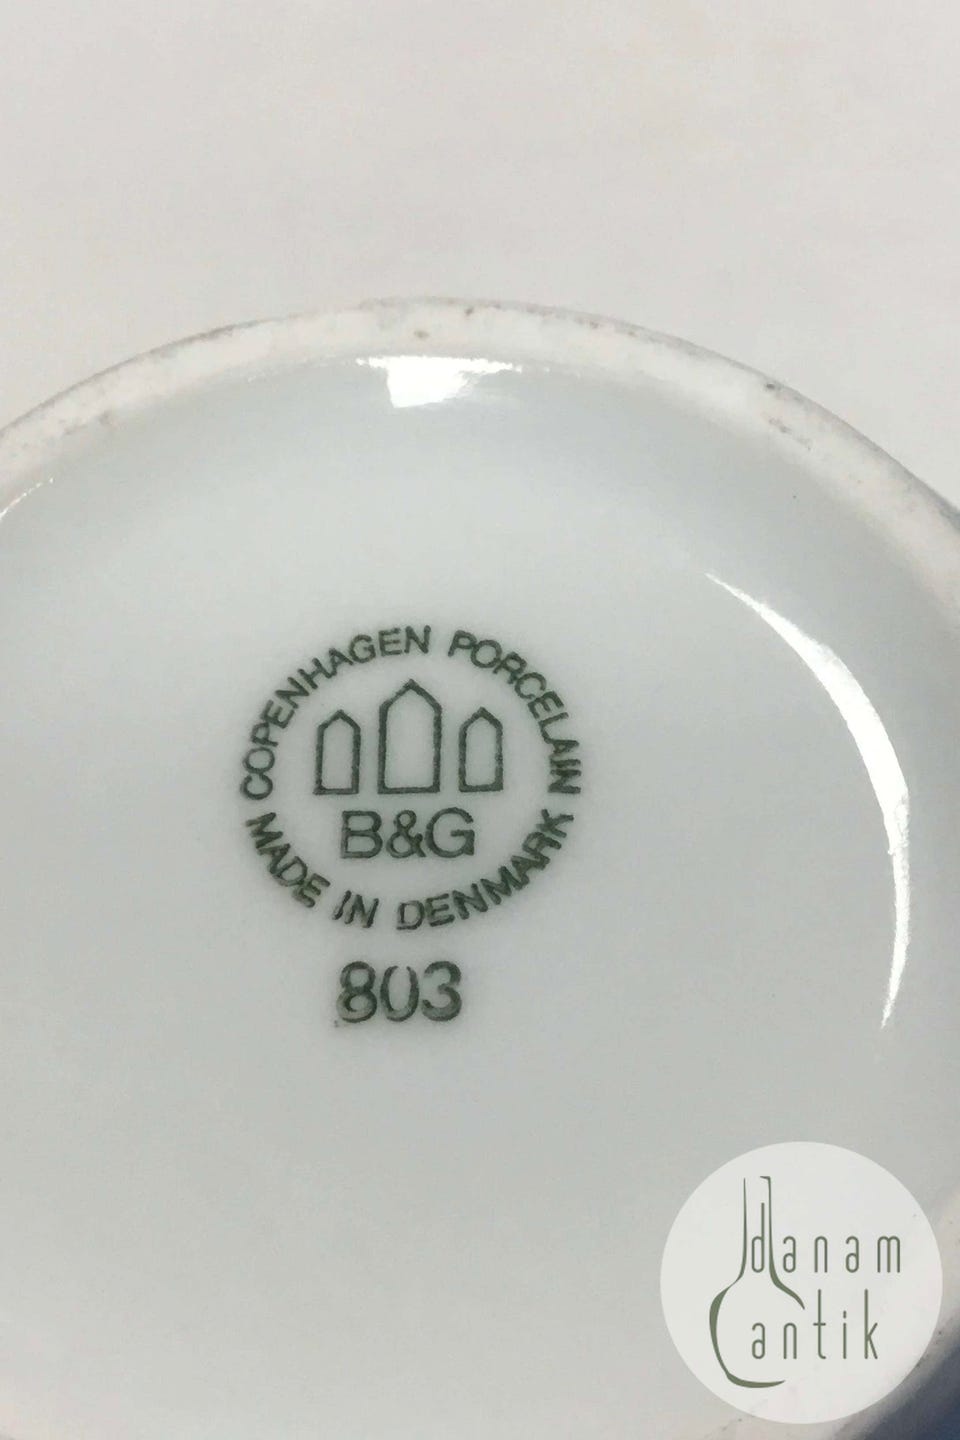 COPENHAGEN PORCELAIN
B&G
MADE IN DENMARK
803
danam
antik